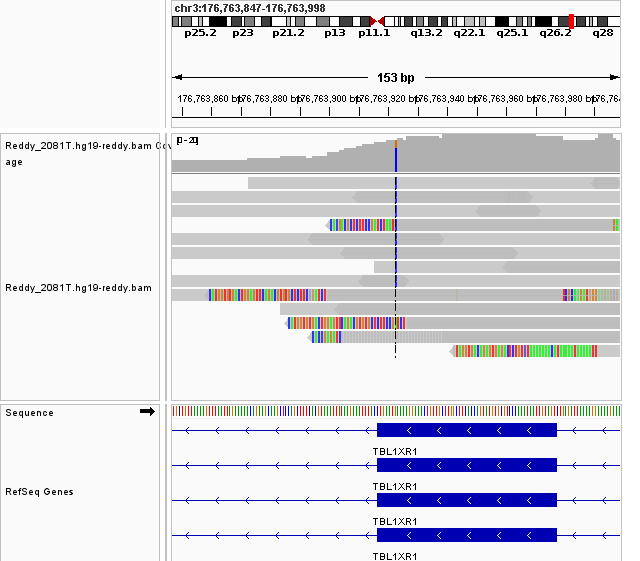 chr3:176,763,847-176,763,998
p25.2 p23 p21.2 p13 p11.1 q13.2 q22.1 q25.1 q26.2 q28
153 bp
176,763,860 bp 176,763,880 bp 176,763,900 bp 176,763,920 bp 176,763,940 bp 176,763,960 bp 176,763,980 bp 176,764
Reddy_2081T.hg19-reddy.bam Cov
age
[0-20]
Reddy_2081T.hg19-reddy.bam
Sequence
TBL1XR1
TBL1XR1
RefSeq Genes
TBL1XR1
TBL1XR1